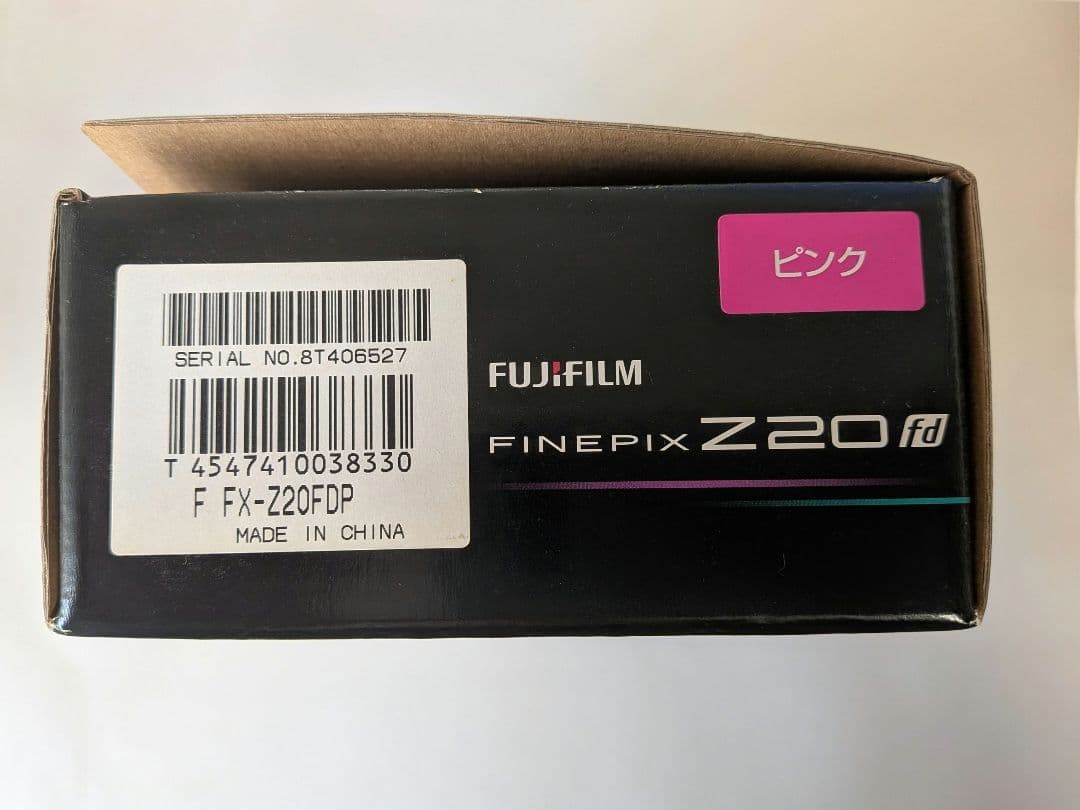 ピンク
SERIAL NO.8T406527
T 4547410038330
F FX-Z20FDP
MADE IN CHINA
FUJIFILM
FINEPIX Z20 fd